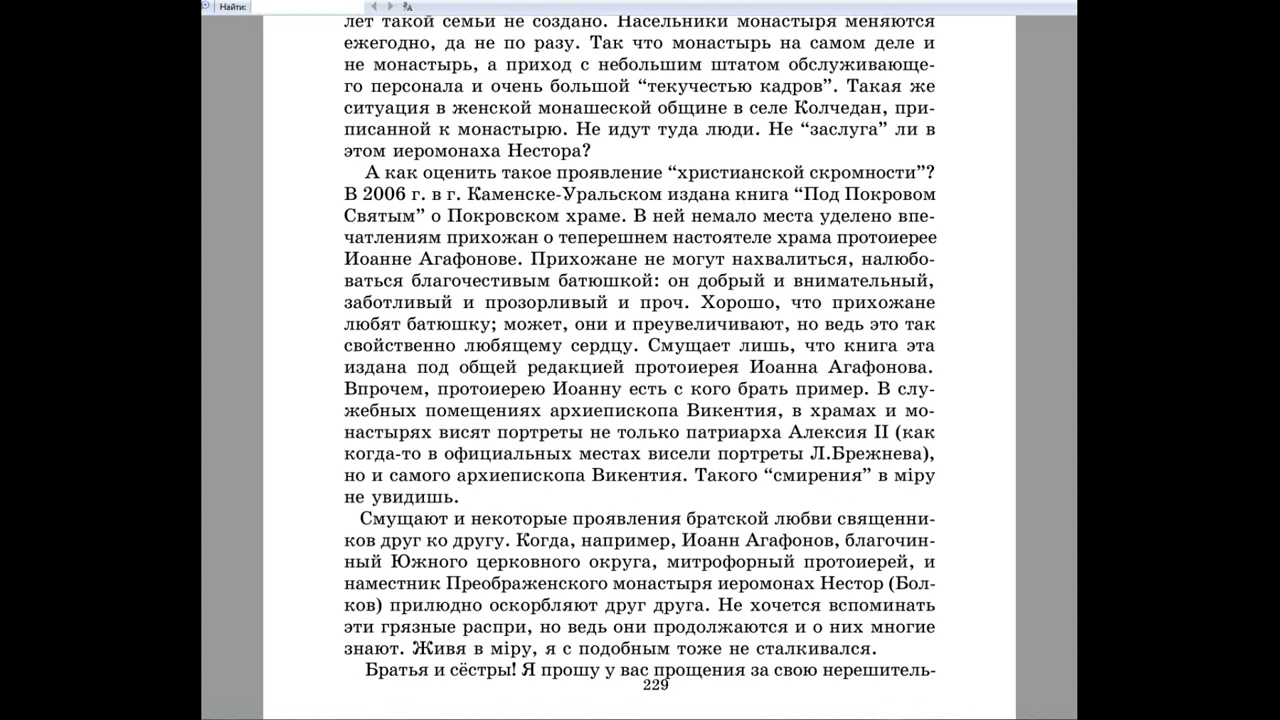 Найти:
лет такой семьи не создано. Насельники монастыря меняются
ежегодно, да не по разу. Так что монастырь на самом деле и
не монастырь, а приход с небольшим штатом обслуживающе-
го персонала и очень большой “текучестью кадров”. Такая же
ситуация в женской монашеской общине в селе Колчедан, при-
писанной к монастырю. Не идут туда люди. Не “заслуга” ли в
этом иеромонаха Нестора?
А как оценить такое проявление “христианской скромности”?
В 2006 г. в г. Каменске-Уральском издана книга “Под Покровом
Святым” о Покровском храме. В ней немало места уделено впе-
чатлениям прихожан о теперешнем настоятеле храма протоиерее
Иоанне Агафонове. Прихожане не могут нахвалиться, налюбо-
ваться благочестивым батюшкой: он добрый и внимательный,
заботливый и прозорливый и проч. Хорошо, что прихожане
любят батюшку; может, они и преувеличивают, но ведь это так
свойственно любящему сердцу. Смущает лишь, что книга эта
издана под общей редакцией протоиерея Иоанна Агафонова.
Впрочем, протоиерею Иоанну есть с кого брать пример. В слу-
жебных помещениях архиепископа Викентия, в храмах и мо-
настырях висят портреты не только патриарха Алексия II (как
когда-то в официальных местах висели портреты Л.Брежнева),
но и самого архиепископа Викентия. Такого “смирения” в мiру
не увидишь.
Смущают и некоторые проявления братской любви священни-
ков друг ко другу. Когда, например, Иоанн Агафонов, благочин-
ный Южного церковного округа, митрофорный протоиерей, и
наместник Преображенского монастыря иеромонах Нестор (Бол-
ков) прилюдно оскорбляют друг друга. Не хочется вспоминать
эти грязные распри, но ведь они продолжаются и о них многие
знают. Живя в мiру, я с подобным тоже не сталкивался.
Братья и сёстры! Я прошу у вас прощения за свою нерешитель-
229